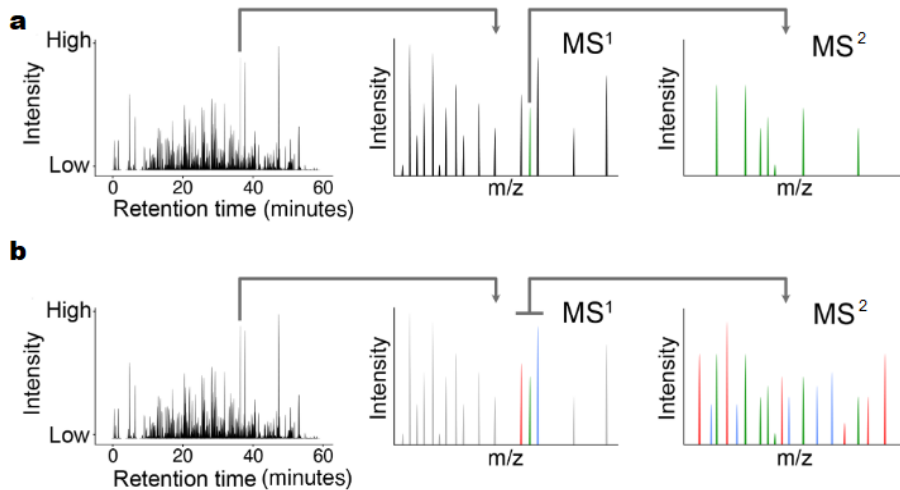 a
High
Low
Intensity
0 20 40 60
Retention time (minutes)
MS1
Intensity
m/z
MS2
Intensity
m/z
b
High
Low
Intensity
0 20 40 60
Retention time (minutes)
MS1
Intensity
m/z
MS2
Intensity
m/z